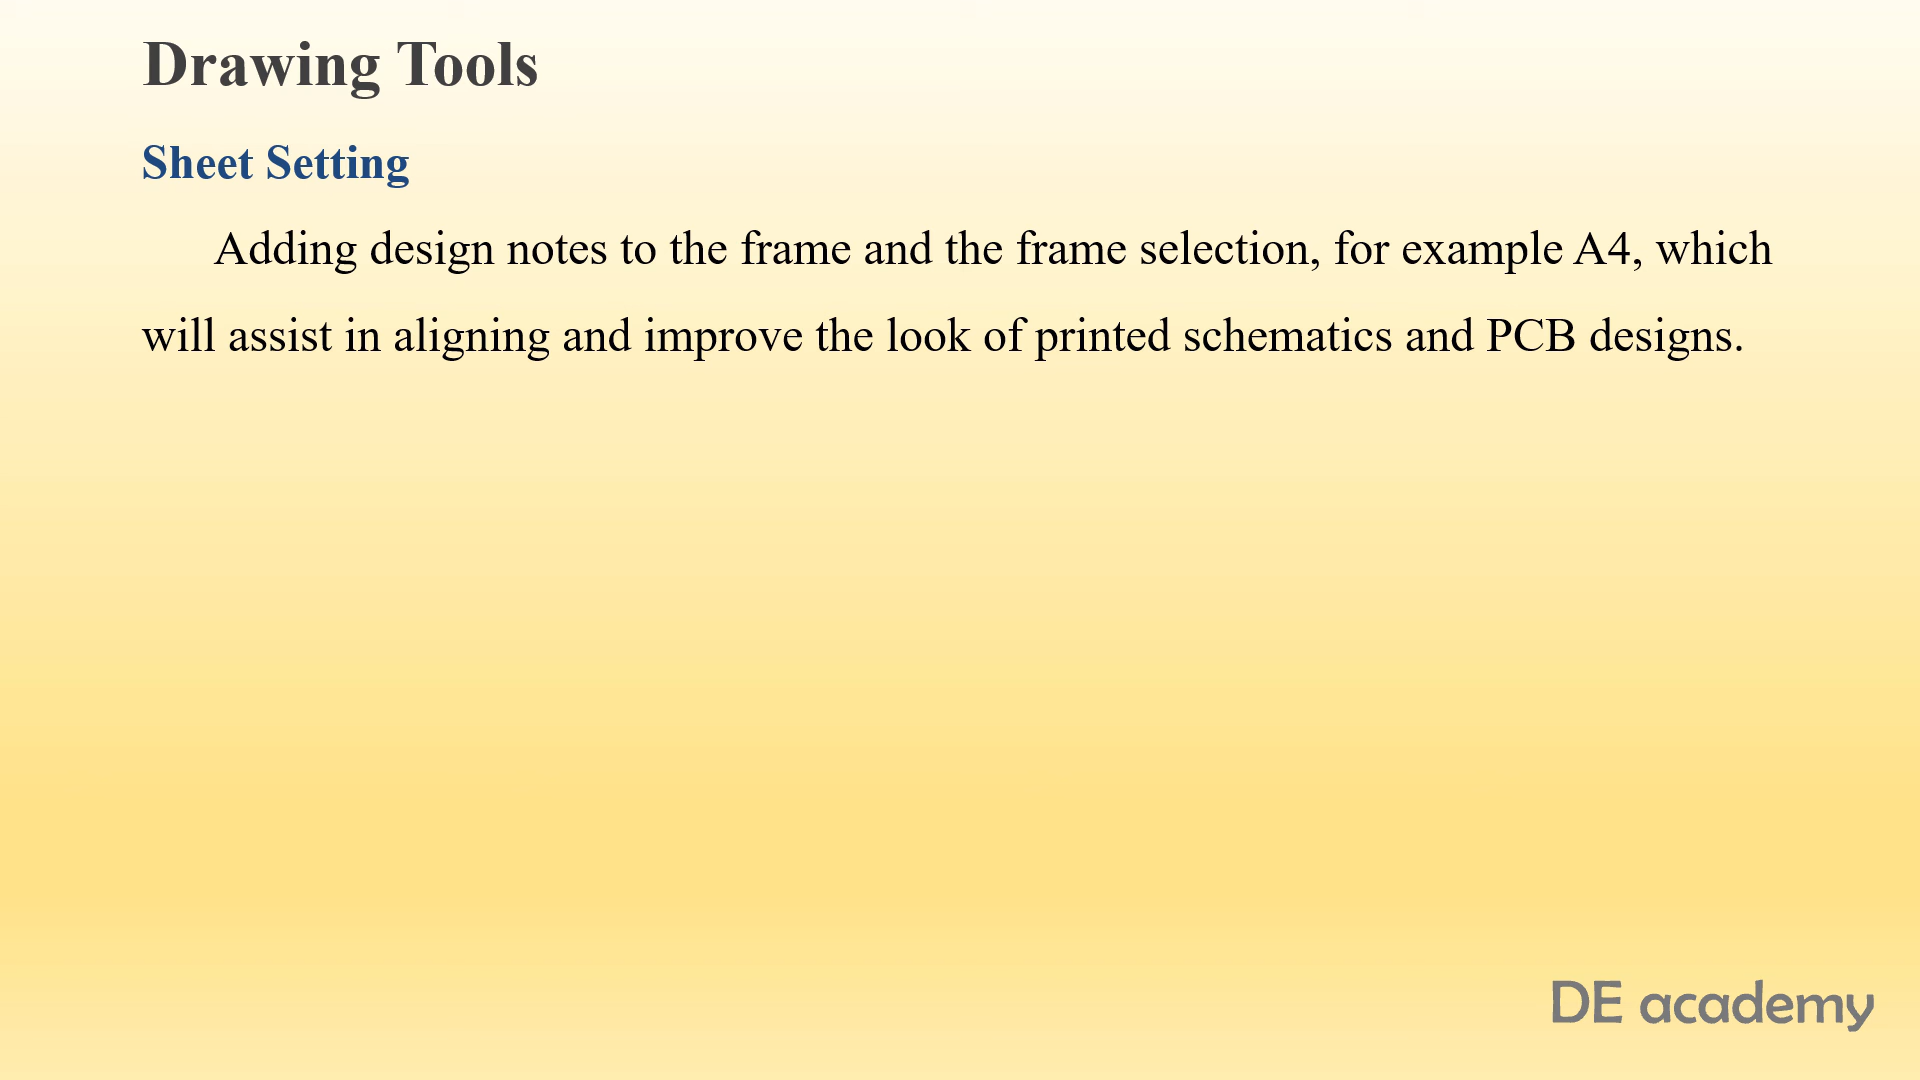 Drawing Tools
Sheet Setting
Adding design notes to the frame and the frame selection, for example A4, which
will assist in aligning and improve the look of printed schematics and PCB designs.
DE academy